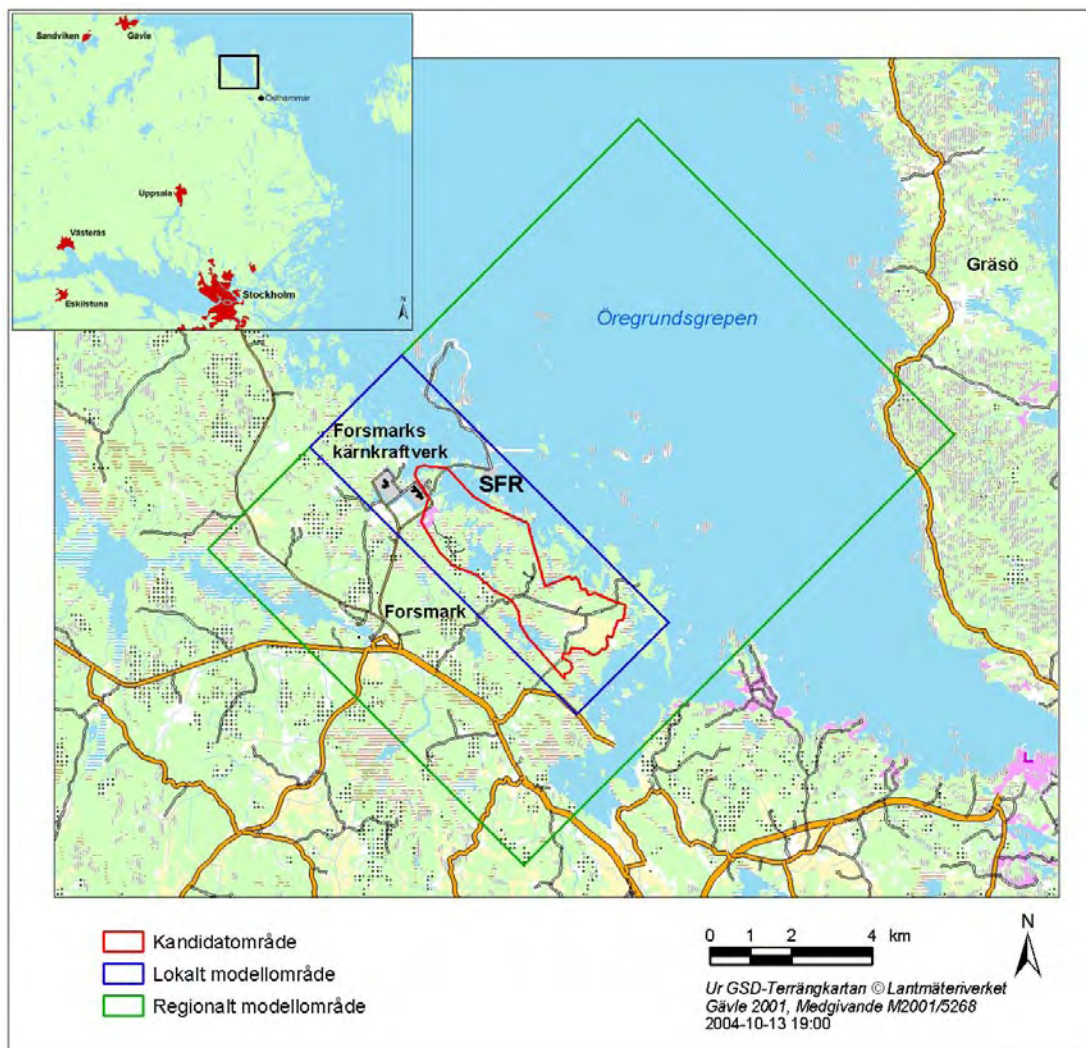 Sandviken
Gävle
Östhammar
Uppsala
Västerås
Eskilstuna
Stockholm
N
Gräsö
Öregrundsgrepen
Forsmarks
kärnkraftverk
SFR
Forsmark
L
Kandidatområde
Lokalt modellområde
Regionalt modellområde
0 1 2 4 km
N
Ur GSD-Terrängkartan © Lantmäteriverket
Gävle 2001, Medgivande M2001/5268
2004-10-13 19:00